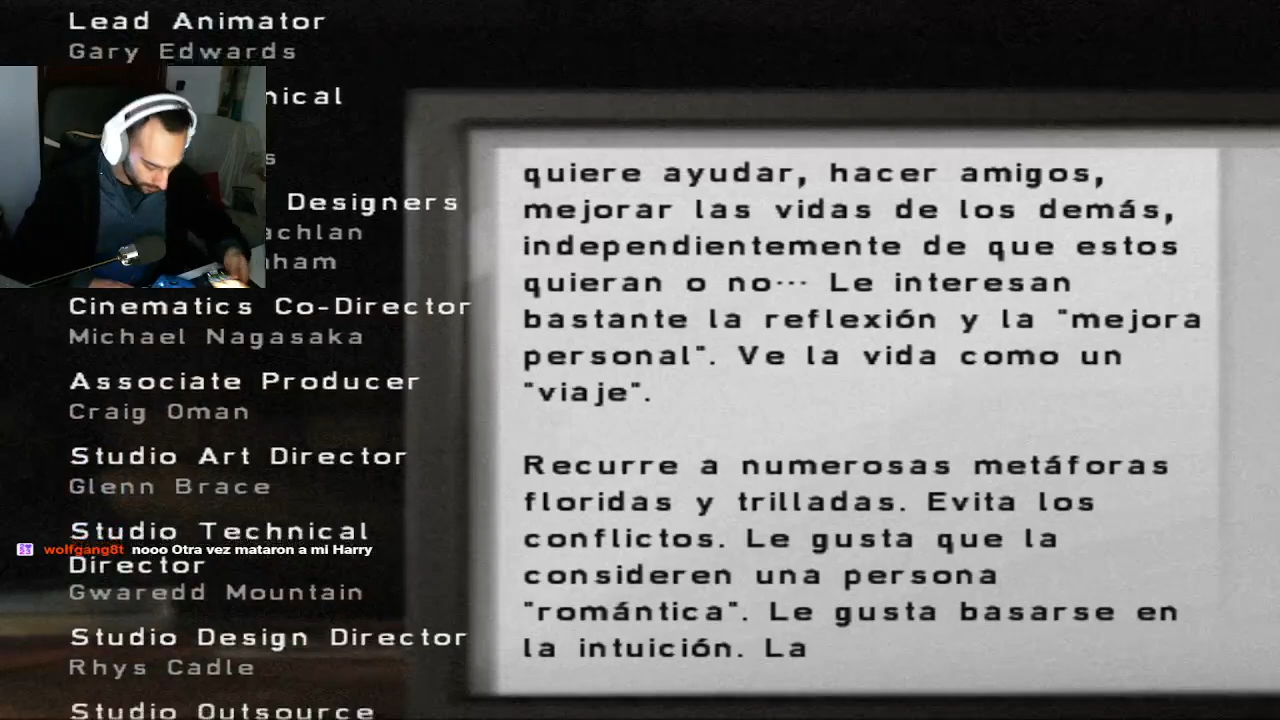 Lead Animator
Gary Edwards
nical
s
Designers
achlan
ham
Cinematics Co-Director
Michael Nagasaka
Associate Producer
Craig Oman
Studio Art Director
Glenn Brace
Studio Technical
wolfgang8t nooo Otra vez mataron a mi Harry
Director
Gwaredd Mountain
Studio Design Director
Rhys Cadle
Studio Outsource
quiere ayudar, hacer amigos,
mejorar las vidas de los demás,
independientemente de que estos
quieran o no... Le interesan
bastante la reflexión y la "mejora
personal". Ve la vida como un
"viaje".
Recurre a numerosas metáforas
floridas y trilladas. Evita los
conflictos. Le gusta que la
consideren una persona
"romántica". Le gusta basarse en
la intuición. La